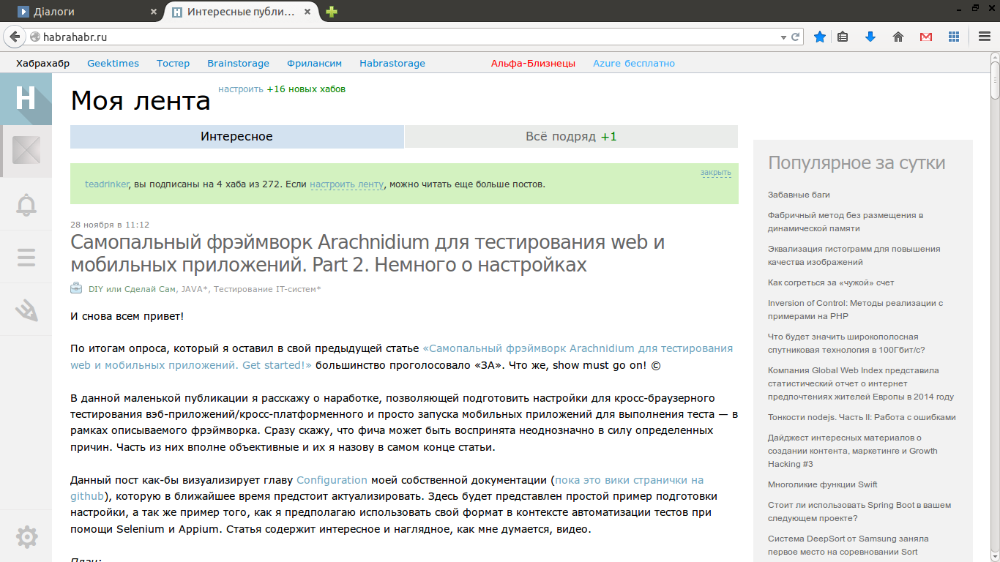 Діалоги
Интересные публи...
habrahabr.ru
Хабрахабр Geektimes Тостер Brainstorage Фрилансим Habrastorage Альфа-Близнецы Azure бесплатно
H
Моя лента
настроить +16 новых хабов
Интересное
Всё подряд +1
закрыть
teadrinker, вы подписаны на 4 хаба из 272. Если настроить ленту, можно читать еще больше постов.
28 ноября в 11:12
Самопальный фрэймворк Arachnidium для тестирования web и
мобильных приложений. Part 2. Немного о настройках
DIY или Сделай Сам, JAVA*, Тестирование IT-систем*
И снова всем привет!
По итогам опроса, который я оставил в свой предыдущей статье «Самопальный фрэймворк Arachnidium для тестирования
web и мобильных приложений. Get started!» большинство проголосовало «ЗА». Что же, show must go on! ©
В данной маленькой публикации я расскажу о наработке, позволяющей подготовить настройки для кросс-браузерного
тестирования вэб-приложений/кросс-платформенного и просто запуска мобильных приложений для выполнения теста — в
рамках описываемого фрэймворка. Сразу скажу, что фича может быть воспринята неоднозначно в силу определенных
причин. Часть из них вполне объективные и их я назову в самом конце статьи.
Данный пост как-бы визуализирует главу Configuration моей собственной документации (пока это вики странички на
github), которую в ближайшее время предстоит актуализировать. Здесь будет представлен простой пример подготовки
настройки, а так же пример того, как я предполагаю использовать свой формат в контексте автоматизации тестов при
помощи Selenium и Appium. Статья содержит интересное и наглядное, как мне думается, видео.
План:
Популярное за сутки
Забавные баги
Фабричный метод без размещения в
динамической памяти
Эквализация гистограмм для повышения
качества изображений
Как согреться за «чужой» счет
Inversion of Control: Методы реализации с
примерами на PHP
Что будет значить широкополосная
спутниковая технология в 100Гбит/с?
Компания Global Web Index представила
статистический отчет о интернет
предпочтениях жителей Европы в 2014 году
Тонкости nodejs. Часть II: Работа с ошибками
Дайджест интересных материалов о
создании контента, маркетинге и Growth
Hacking #3
Многоликие функции Swift
Стоит ли использовать Spring Boot в вашем
следующем проекте?
Система DeepSort от Samsung заняла
первое место на соревновании Sort